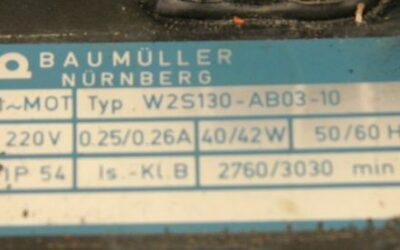 BAUMÜLLER
NÜRNBERG
1~MOT Typ. W2S130-AB03-10
220V 0.25/0.26A 40/42W 50/60 H
IP 54 Is.-Kl.B 2760/3030 min